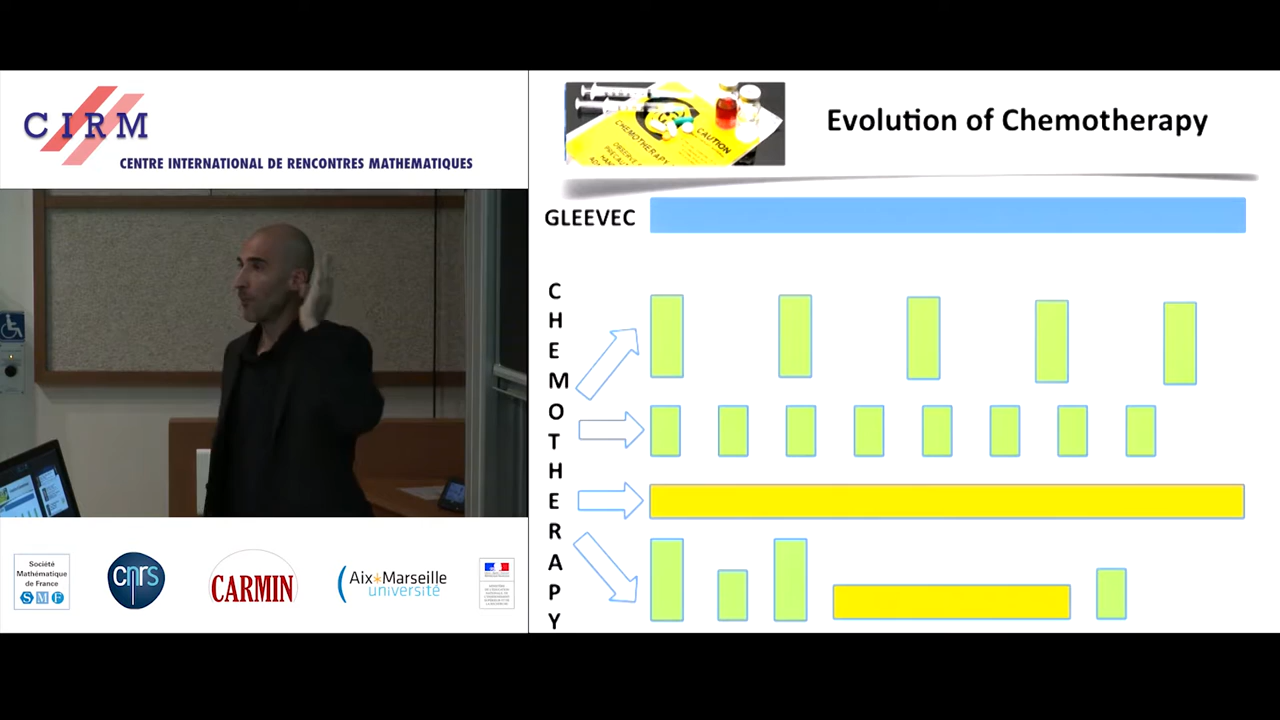 CIRM
CENTRE INTERNATIONAL DE RENCONTRES MATHEMATIQUES
Société
Mathématique
de France
SMF
cnrs
CARMIN
Aix*Marseille
université
CHEMOTHERAPY
CAUTION
Evolution of Chemotherapy
GLEEVEC
C
H
E
M
O
T
H
E
R
A
P
Y